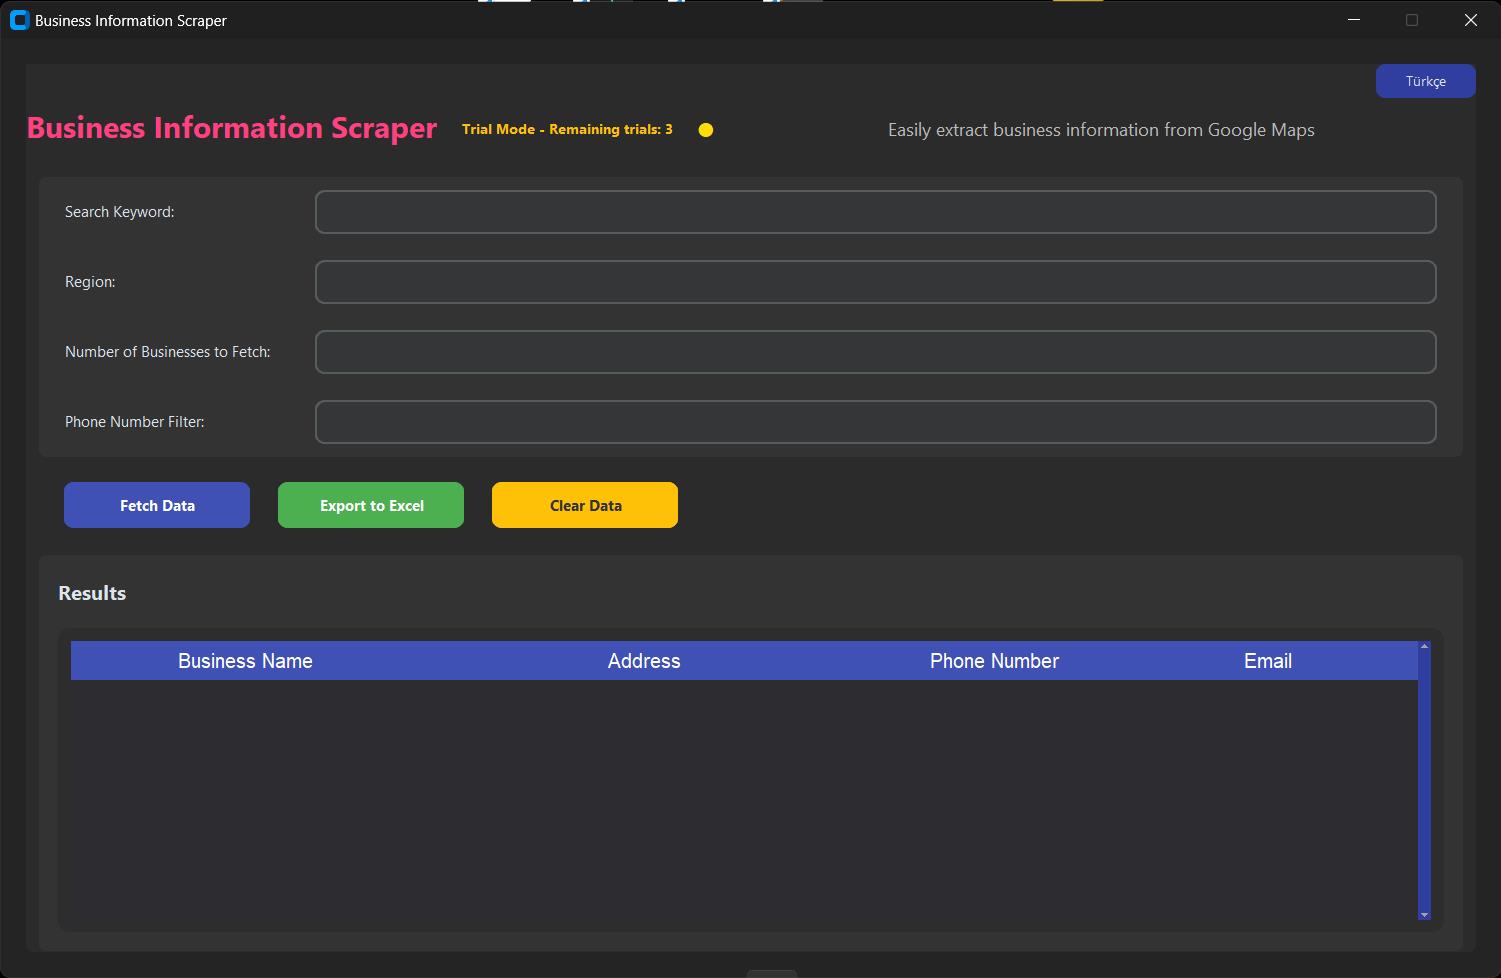 Business Information Scraper
Türkçe
Business Information Scraper
Trial Mode - Remaining trials: 3
Easily extract business information from Google Maps
Search Keyword:
Region:
Number of Businesses to Fetch:
Phone Number Filter:
Fetch Data
Export to Excel
Clear Data
Results
Business Name
Address
Phone Number
Email